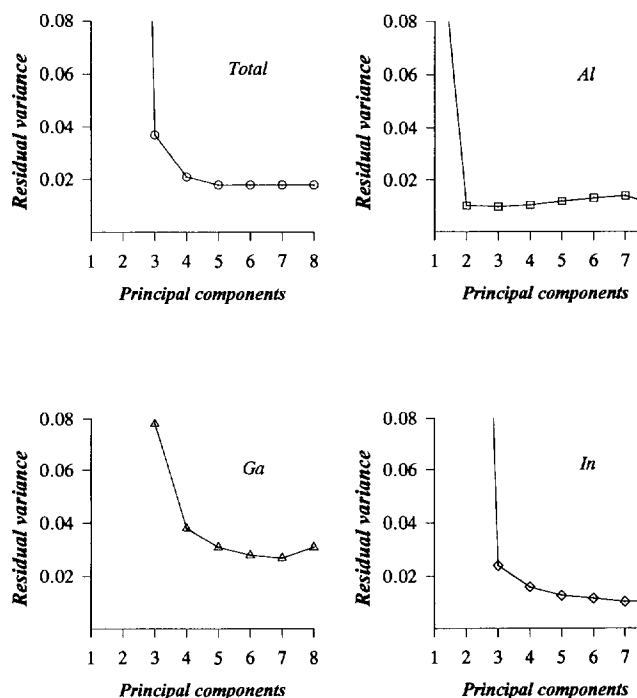 0.08
0.06
0.04
0.02
Residual variance
Total
1 2 3 4 5 6 7 8
Principal components
0.08
0.06
0.04
0.02
Residual variance
Al
1 2 3 4 5 6 7
Principal components
0.08
0.06
0.04
0.02
Residual variance
Ga
1 2 3 4 5 6 7 8
Principal components
0.08
0.06
0.04
0.02
Residual variance
In
1 2 3 4 5 6 7
Principal components